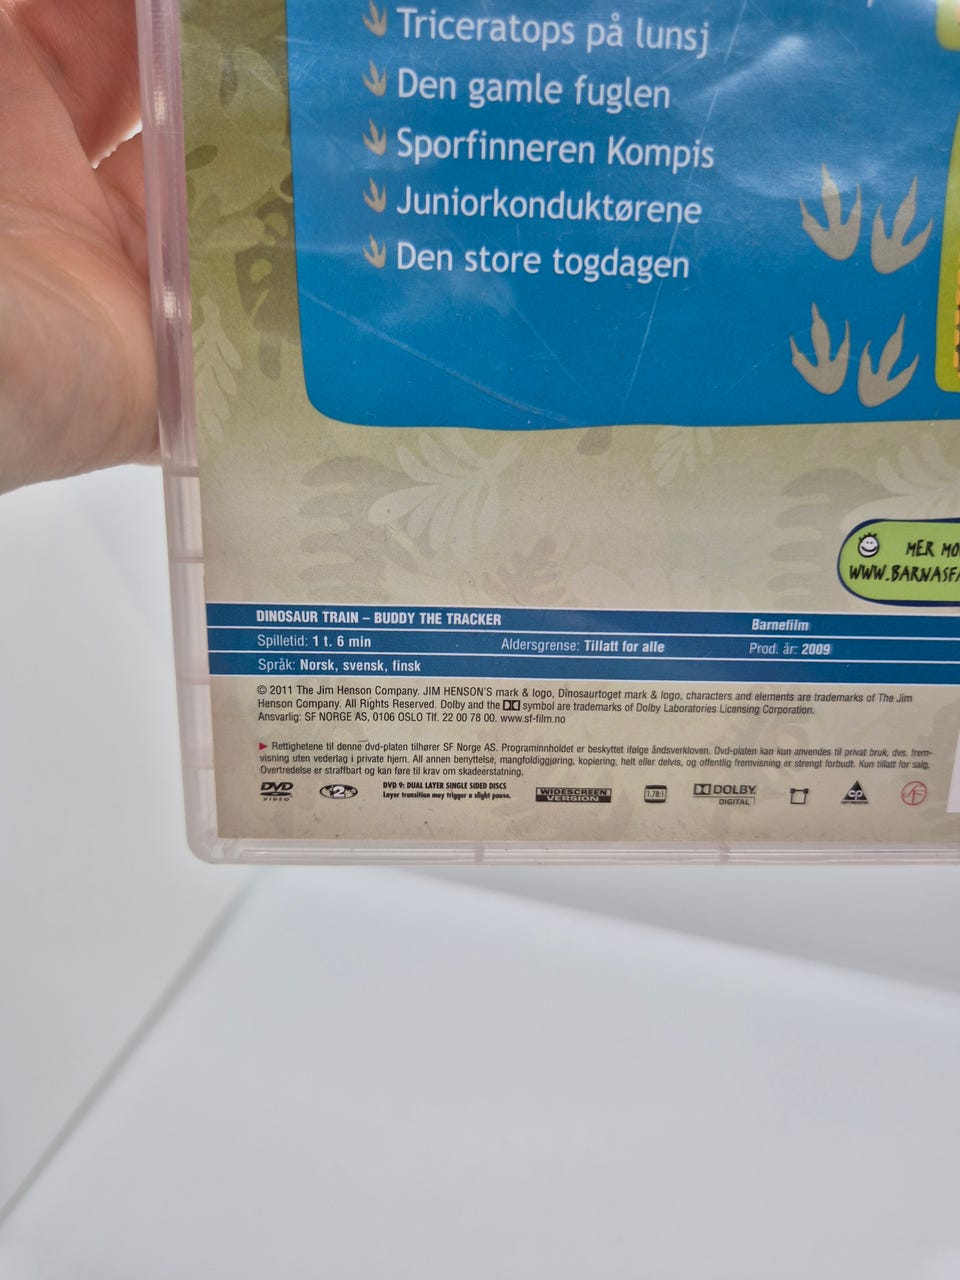 Triceratops på lunsj
Den gamle fuglen
Sporfinneren Kompis
Juniorkonduktørene
Den store togdagen
MER MO
WWW.BARNASFA
DINOSAUR TRAIN – BUDDY THE TRACKER
Barnefilm
Spilletid: 1 t. 6 min
Aldersgrense: Tillatt for alle
Prod. år: 2009
Språk: Norsk, svensk, finsk
© 2011 The Jim Henson Company. JIM HENSON'S mark & logo, Dinosaurtoget mark & logo, characters and elements are trademarks of The Jim
Henson Company. All Rights Reserved. Dolby and the symbol are trademarks of Dolby Laboratories Licensing Corporation.
Ansvarlig: SF NORGE AS, 0106 OSLO Tlf. 22 00 78 00. www.sf-film.no
▶ Rettighetene til denne dvd-platen tilhører SF Norge AS. Programinnholdet er beskyttet ifølge åndsverkloven. Dvd-platen kan kun anvendes til privat bruk, dvs. frem-
visning uten vederlag i private hjem. All annen benyttelse, mangfoldiggjøring, kopiering, helt eller delvis, og offentlig fremvisning er strengt forbudt. Kun tillatt for salg.
Overtredelse er straffbart og kan føre til krav om skadeerstatning.
DVD VIDEO
2
DVD 9: DUAL LAYER SINGLE SIDED DISCS
Layer transition may trigger a slight pause.
WIDESCREEN
VERSION
1.78:1
DOLBY
DIGITAL
CP
SF